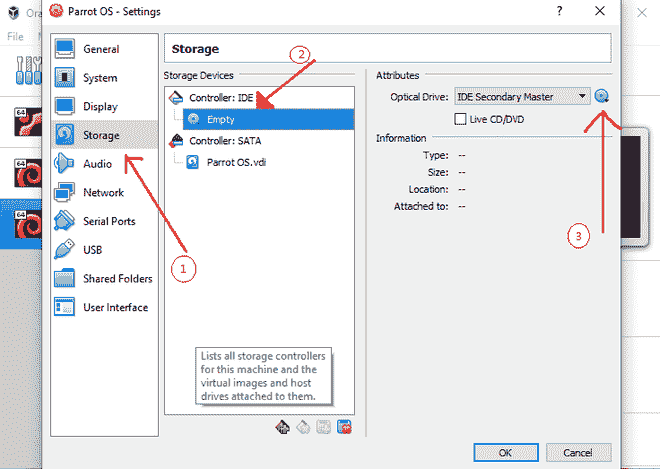 Ora
Parrot OS - Settings
File
General
System
Display
Storage
Audio
Network
Serial Ports
USB
Shared Folders
User Interface
Storage
Storage Devices
Controller: IDE
Empty
Controller: SATA
Parrot OS.vdi
Lists all storage controllers
for this machine and the
virtual images and host
drives attached to them.
Attributes
Optical Drive: IDE Secondary Master
Live CD/DVD
Information
Type: --
Size: --
Location: --
Attached to: --
1
2
3
64
64
64
OK Cancel